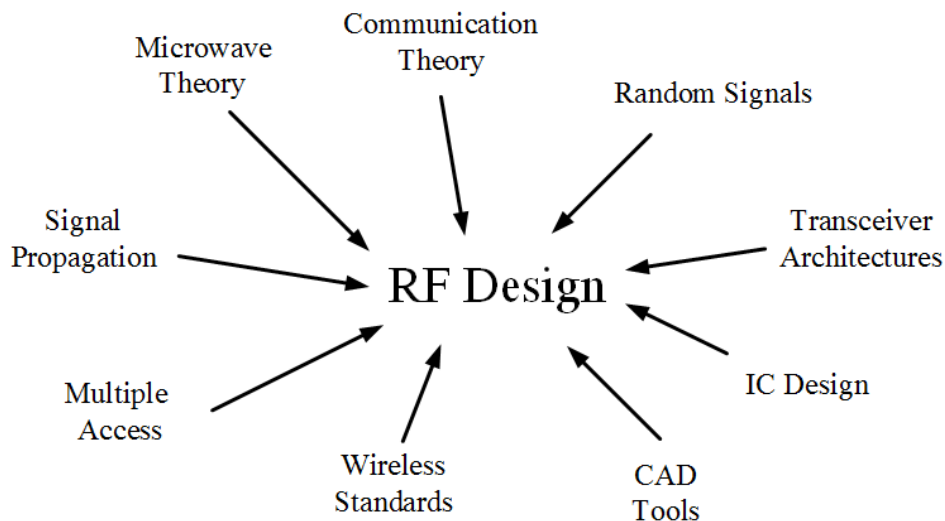 Communication
Theory
Microwave
Theory
Random Signals
Signal
Propagation
Transceiver
Architectures
RF Design
IC Design
Multiple
Access
Wireless
Standards
CAD
Tools